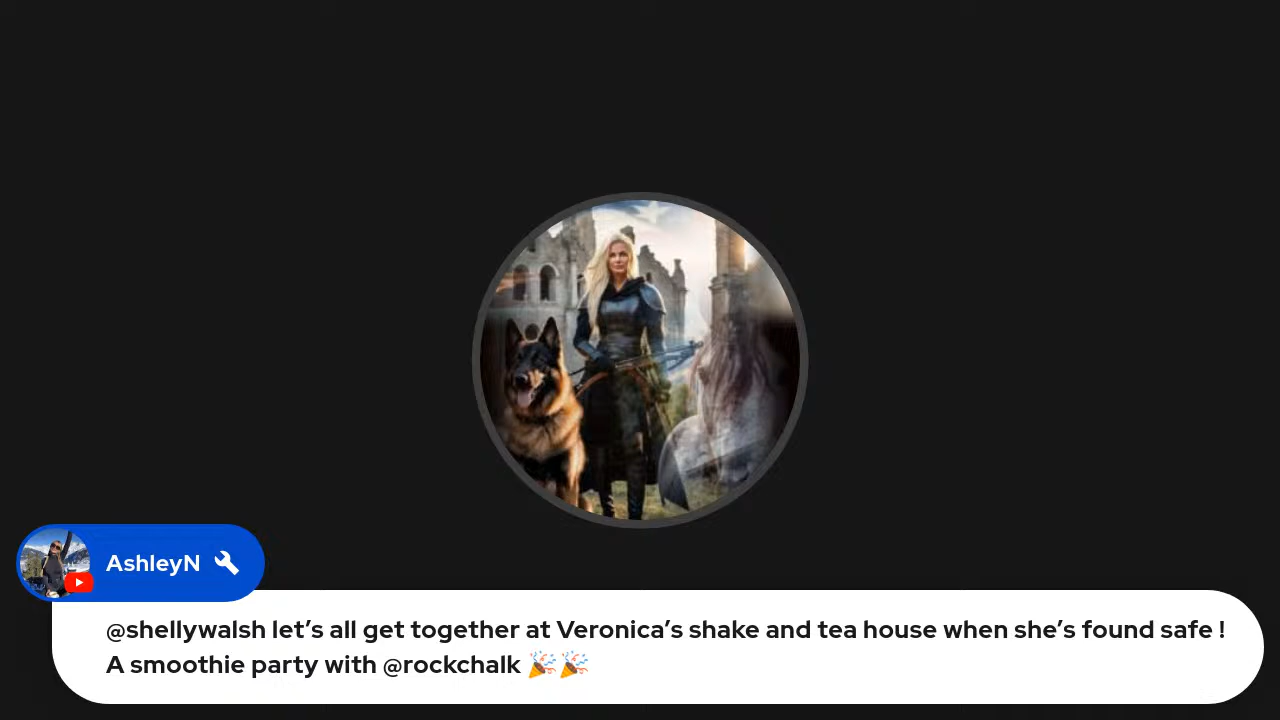 AshleyN
@shellywalsh let’s all get together at Veronica’s shake and tea house when she’s found safe !
A smoothie party with @rockchalk 🎉🎉